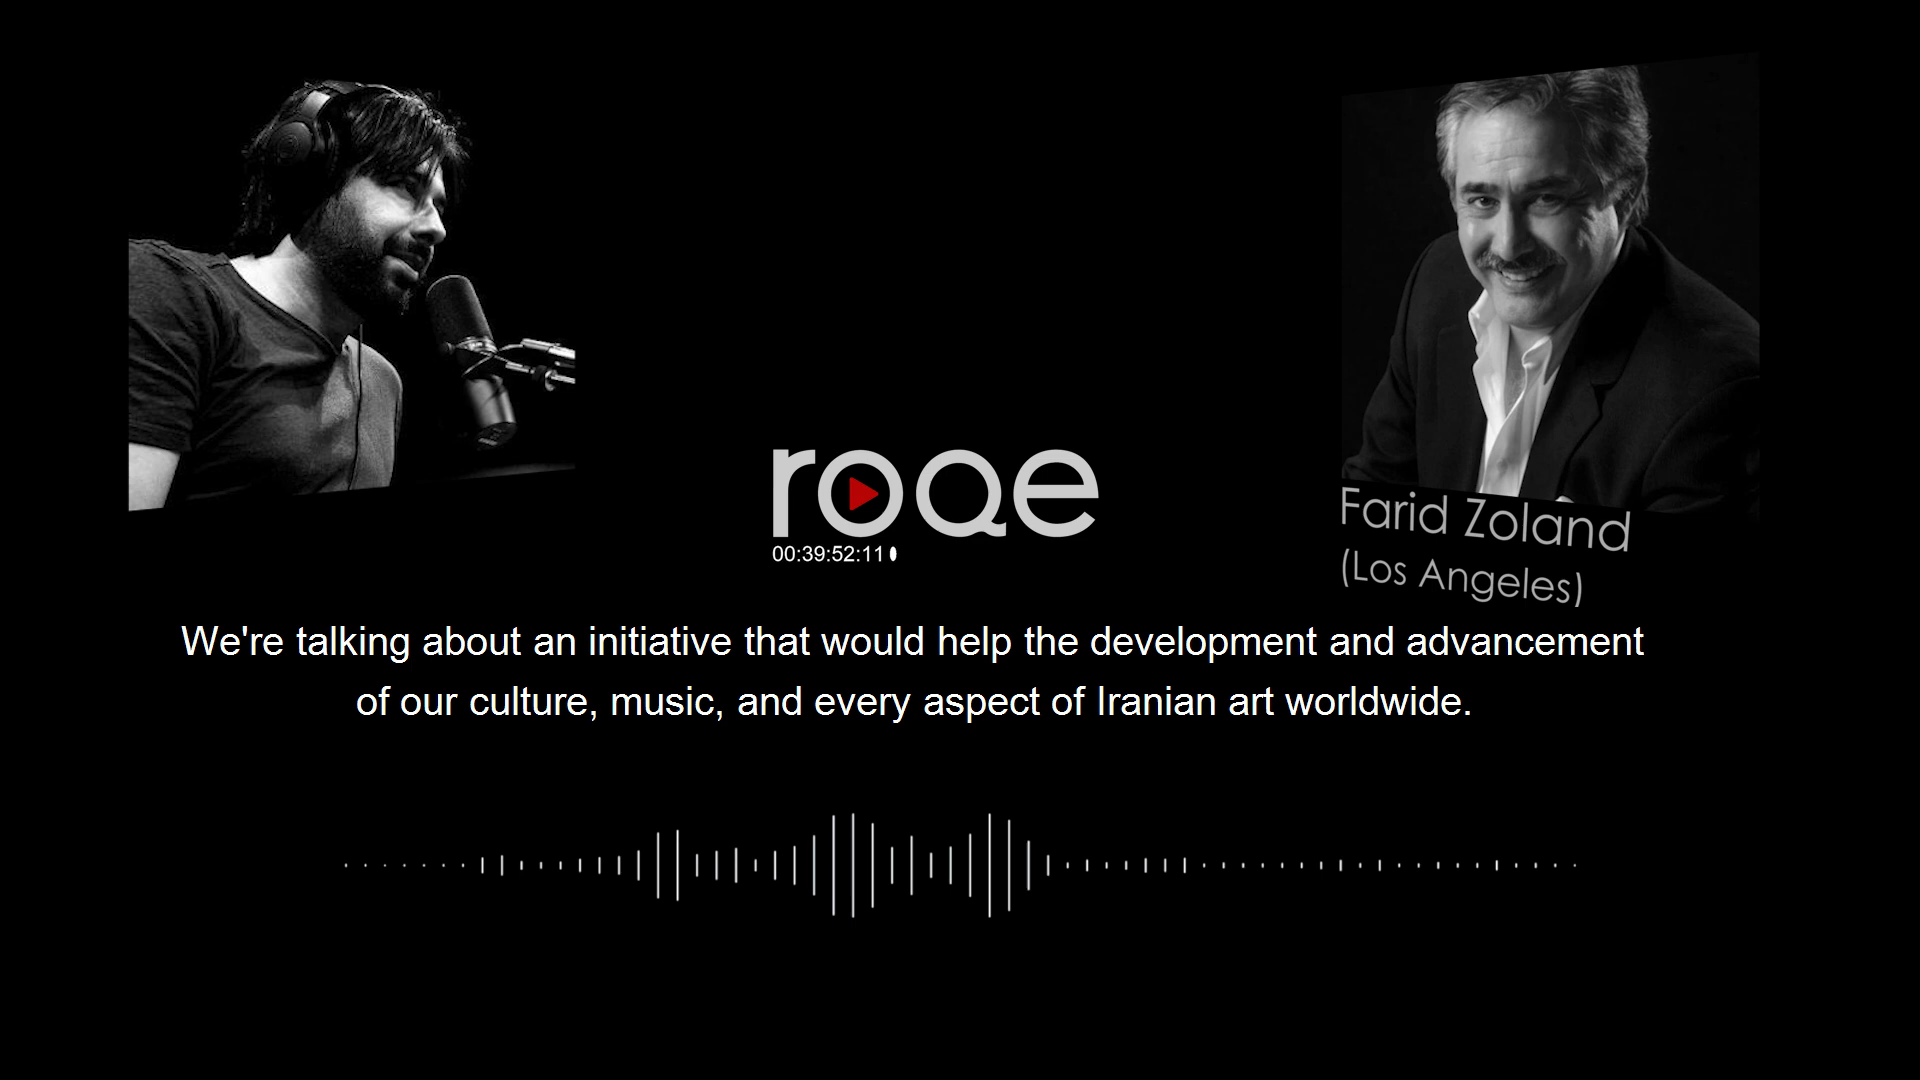 roqe
00:39:52:11
Farid Zoland
(Los Angeles)
We're talking about an initiative that would help the development and advancement
of our culture, music, and every aspect of Iranian art worldwide.